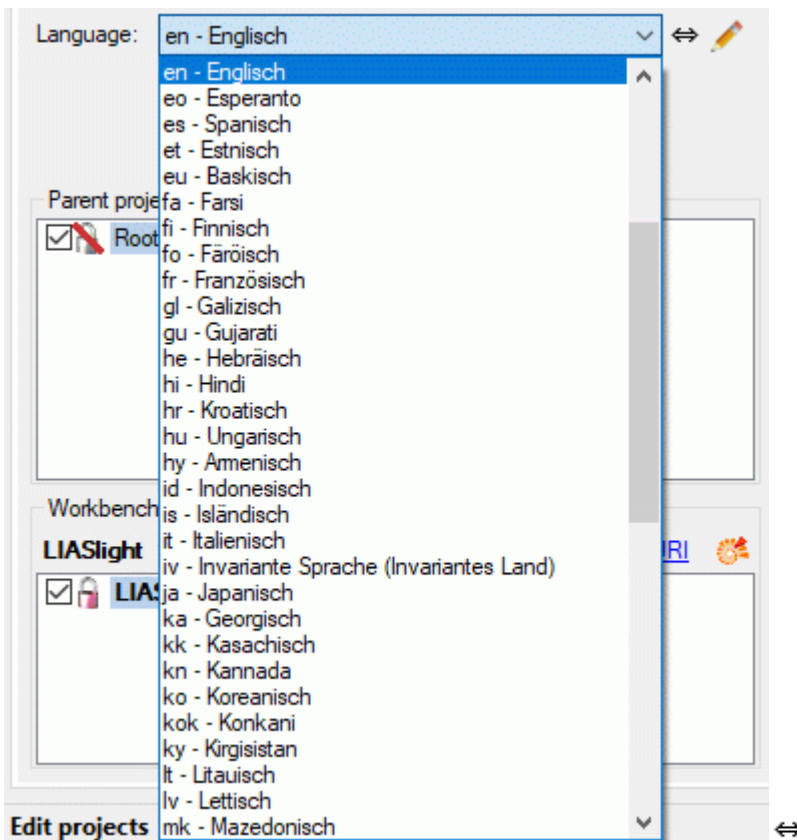 Language: en - Englisch
en - Englisch
eo - Esperanto
es - Spanisch
et - Estnisch
eu - Baskisch
Parent proje
fa - Farsi
Root
fi - Finnisch
fo - Färöisch
fr - Französisch
gl - Galizisch
gu - Gujarati
he - Hebräisch
hi - Hindi
hr - Kroatisch
hu - Ungarisch
hy - Armenisch
id - Indonesisch
Workbench
is - Isländisch
LIASlight
it - Italienisch
RI
iv - Invariante Sprache (Invariantes Land)
LIAS
ja - Japanisch
ka - Georgisch
kk - Kasachisch
kn - Kannada
ko - Koreanisch
kok - Konkani
ky - Kirgisistan
lt - Litauisch
lv - Lettisch
Edit projects
mk - Mazedonisch